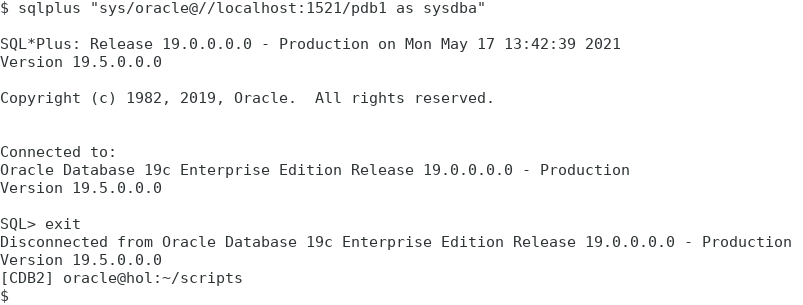 $ sqlplus "sys/oracle@//localhost:1521/pdb1 as sysdba"
SQL*Plus: Release 19.0.0.0.0 - Production on Mon May 17 13:42:39 2021
Version 19.5.0.0.0
Copyright (c) 1982, 2019, Oracle.  All rights reserved.
Connected to:
Oracle Database 19c Enterprise Edition Release 19.0.0.0.0 - Production
Version 19.5.0.0.0
SQL> exit
Disconnected from Oracle Database 19c Enterprise Edition Release 19.0.0.0.0 - Production
Version 19.5.0.0.0
[CDB2] oracle@hol:~/scripts
$